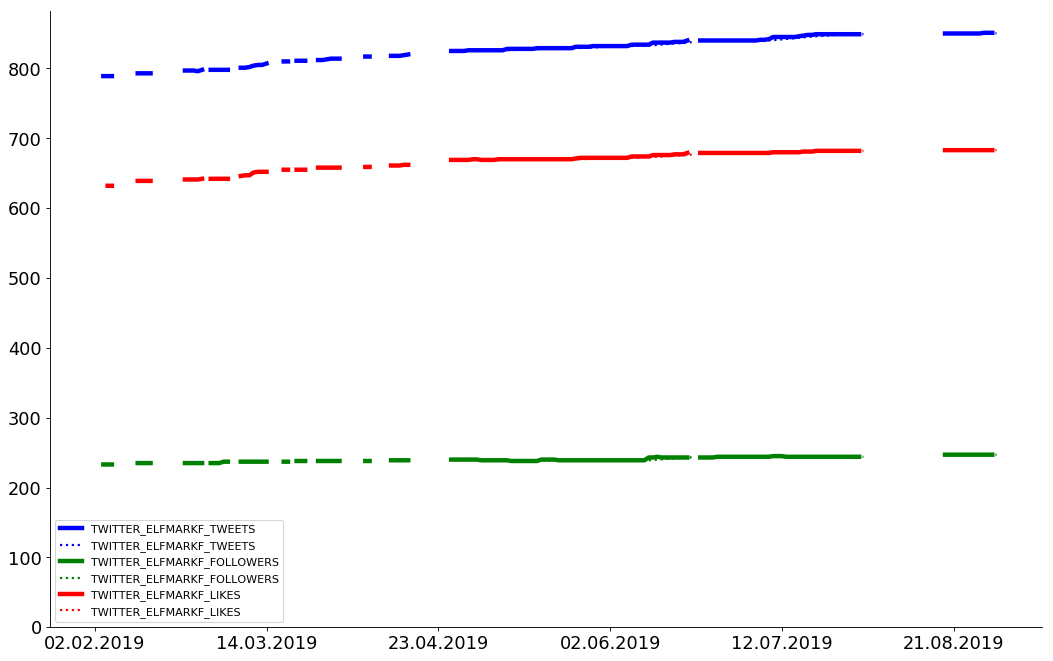 800
700
600
500
400
300
200
100
0
TWITTER_ELFMARKF_TWEETS
TWITTER_ELFMARKF_TWEETS
TWITTER_ELFMARKF_FOLLOWERS
TWITTER_ELFMARKF_FOLLOWERS
TWITTER_ELFMARKF_LIKES
TWITTER_ELFMARKF_LIKES
02.02.2019 14.03.2019 23.04.2019 02.06.2019 12.07.2019 21.08.2019